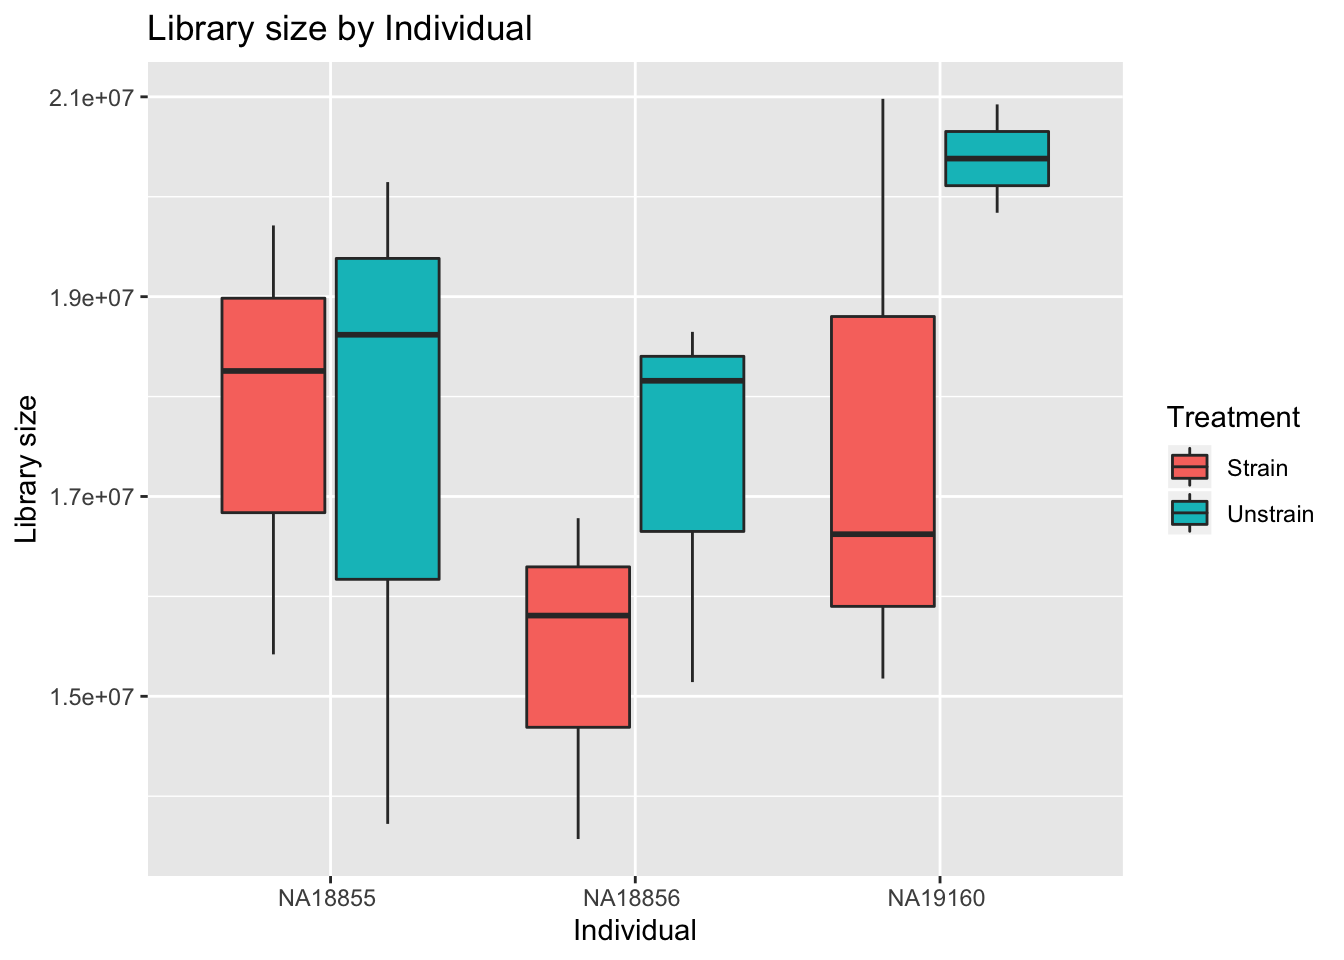 Library size by Individual
2.1e+07
1.9e+07
1.7e+07
1.5e+07
Library size
NA18855
NA18856
NA19160
Individual
Treatment
Strain
Unstrain